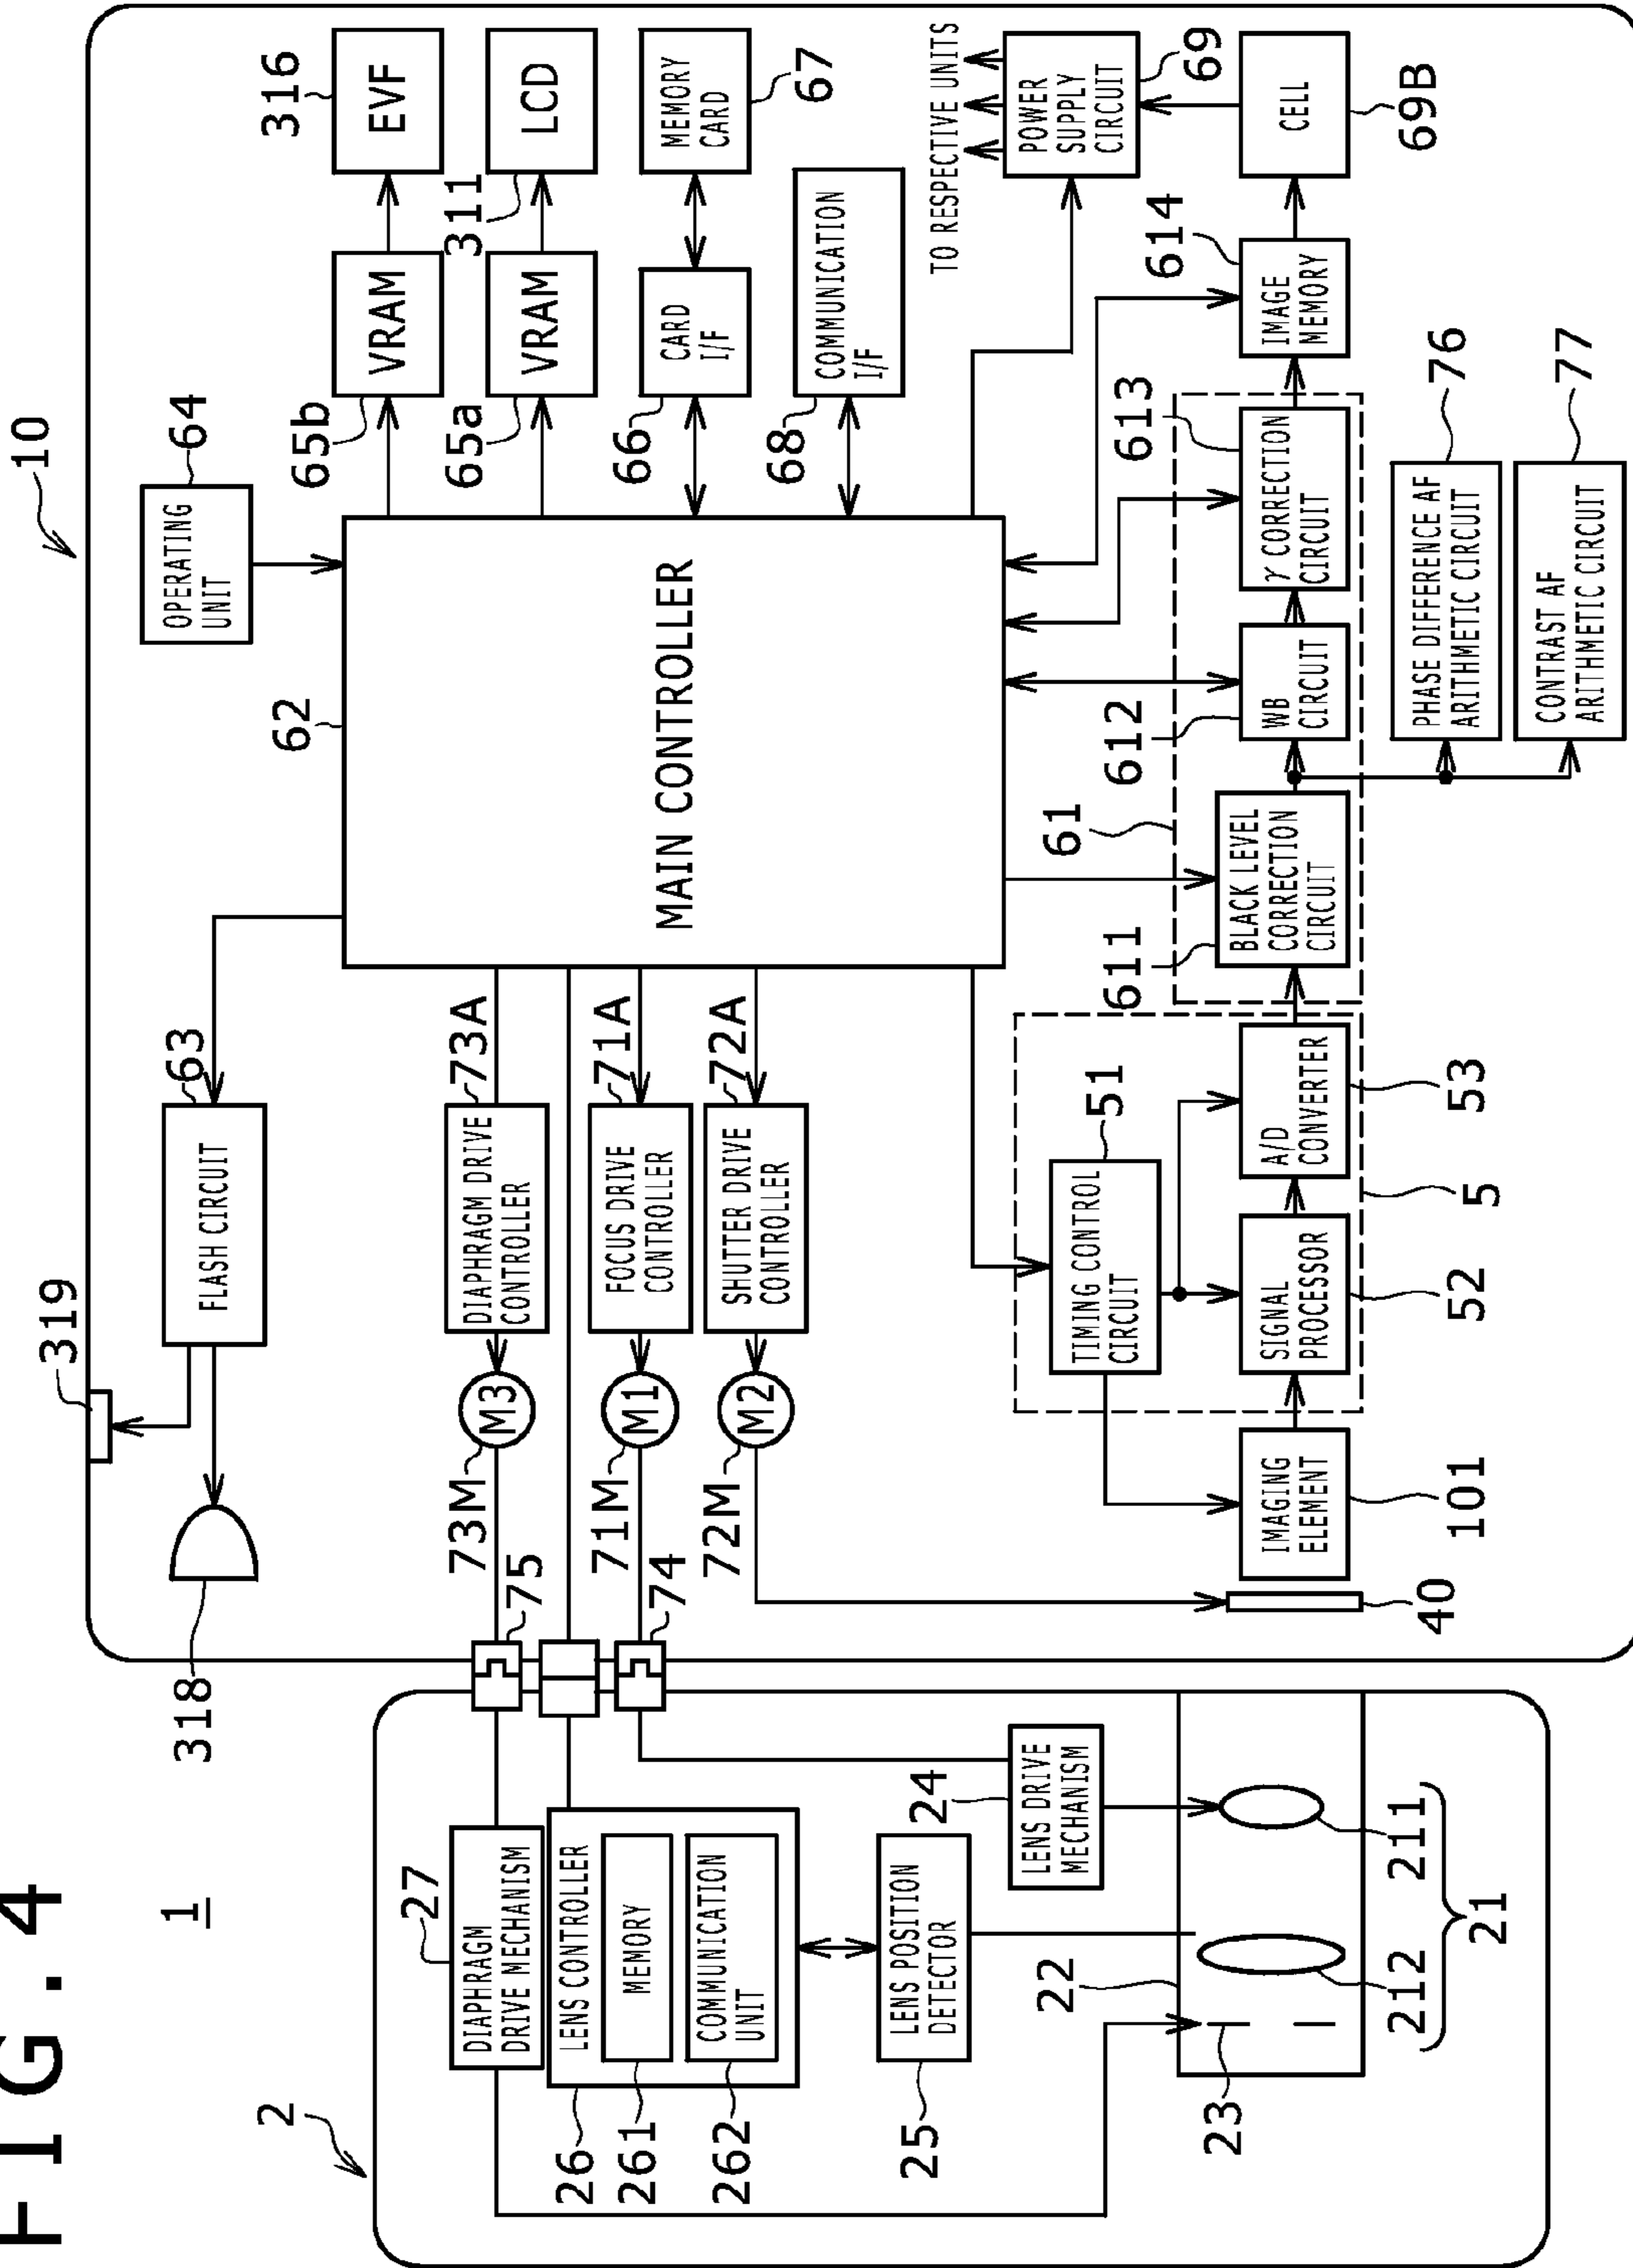 FIG. 4
1
10
2
319
318
FLASH CIRCUIT
63
OPERATING
UNIT
64
62
MAIN CONTROLLER
65b
VRAM
316
EVF
65a
VRAM
311
LCD
66
CARD
I/F
MEMORY
CARD
67
68
COMMUNICATION
I/F
TO RESPECTIVE UNITS
POWER
SUPPLY
CIRCUIT
69
CELL
69B
27
DIAPHRAGM
DRIVE MECHANISM
75
73M
M3
DIAPHRAGM DRIVE
CONTROLLER
73A
26
LENS CONTROLLER
261
MEMORY
262
COMMUNICATION
UNIT
74
71M
M1
FOCUS DRIVE
CONTROLLER
71A
72M
M2
SHUTTER DRIVE
CONTROLLER
72A
25
LENS POSITION
DETECTOR
24
LENS DRIVE
MECHANISM
22
23
212
211
21
40
IMAGING
ELEMENT
101
TIMING CONTROL
CIRCUIT
51
SIGNAL
PROCESSOR
52
A/D
CONVERTER
53
5
61
611
BLACK LEVEL
CORRECTION
CIRCUIT
612
WB
CIRCUIT
613
γ CORRECTION
CIRCUIT
614
IMAGE
MEMORY
PHASE DIFFERENCE AF
ARITHMETIC CIRCUIT
76
CONTRAST AF
ARITHMETIC CIRCUIT
77